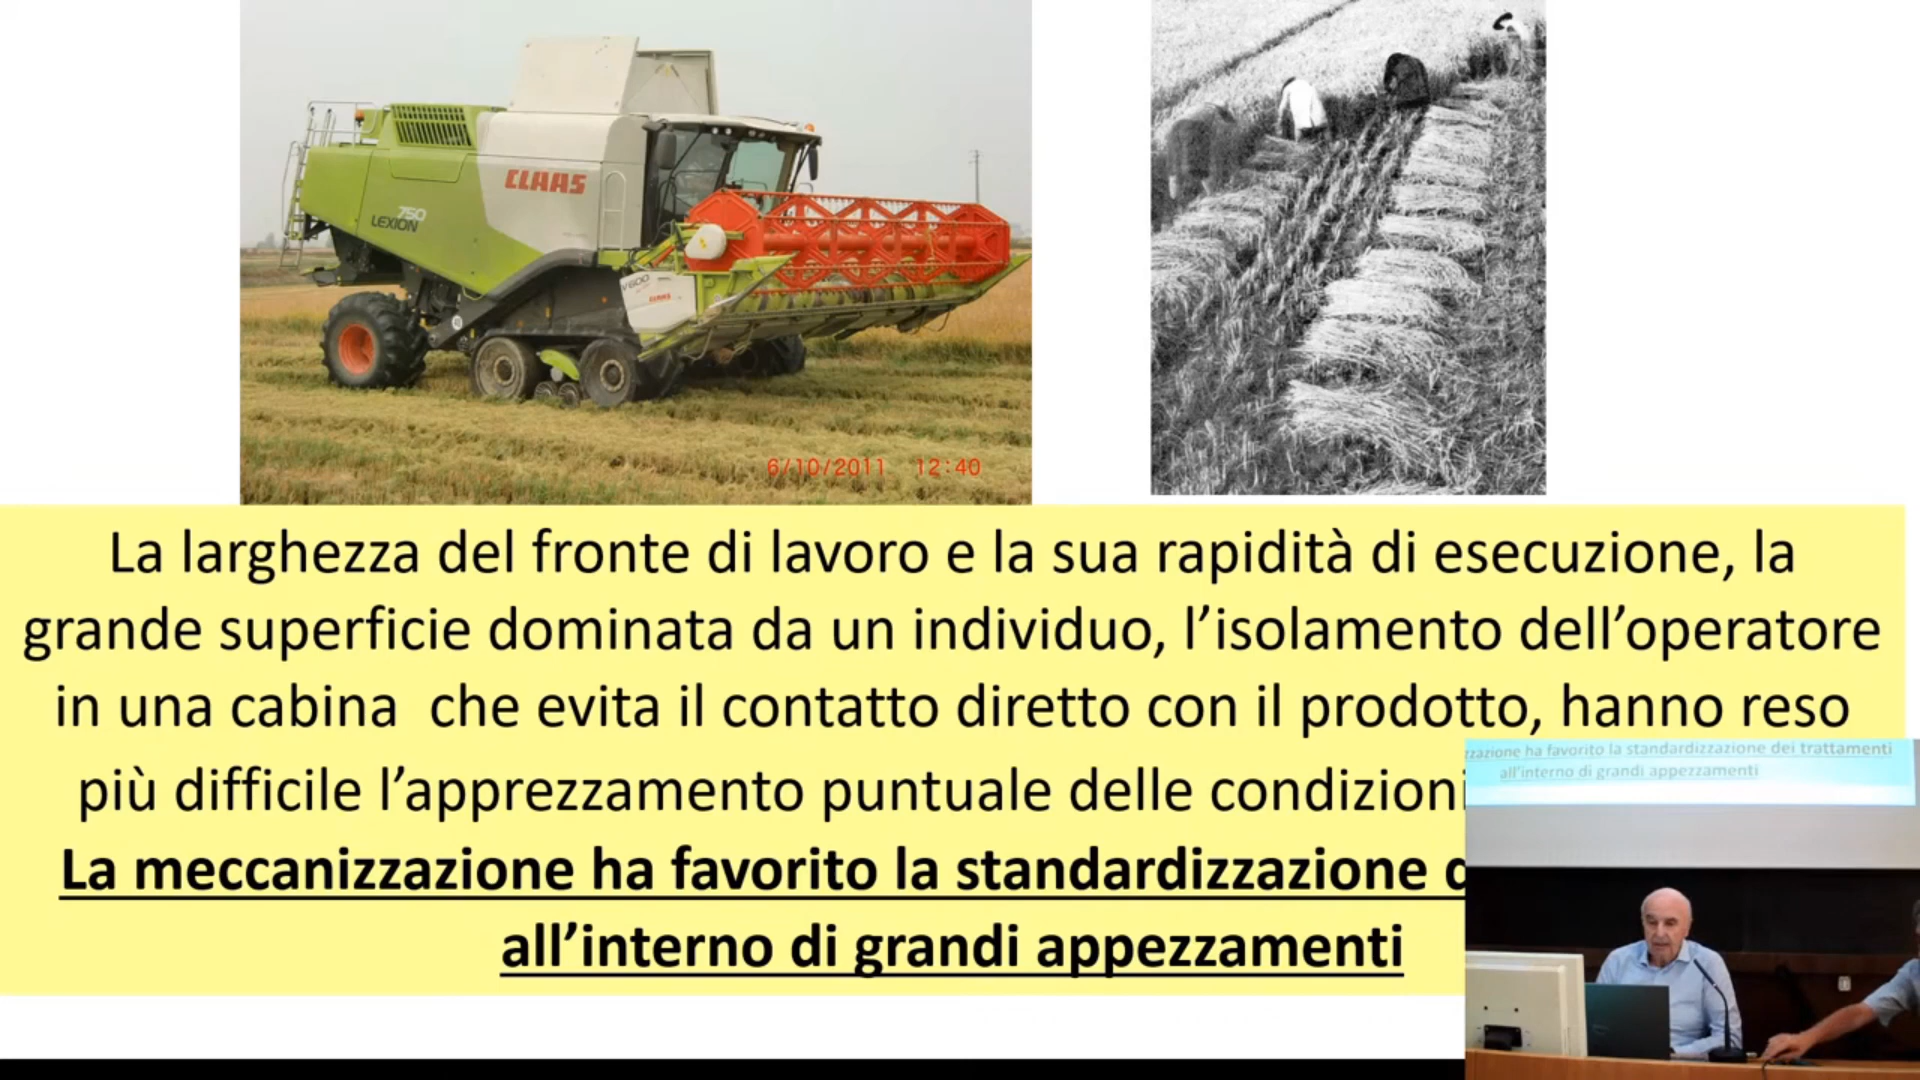 CLAAS
750
LEXION
V600
CLAAS
6/10/2011 12:40
La larghezza del fronte di lavoro e la sua rapidità di esecuzione, la
grande superficie dominata da un individuo, l’isolamento dell’operatore
in una cabina che evita il contatto diretto con il prodotto, hanno reso
più difficile l’apprezzamento puntuale delle condizioni
La meccanizzazione ha favorito la standardizzazione
all’interno di grandi appezzamenti
ha favorito la standardizzazione dei trattamenti
all'interno di grandi appezzamenti